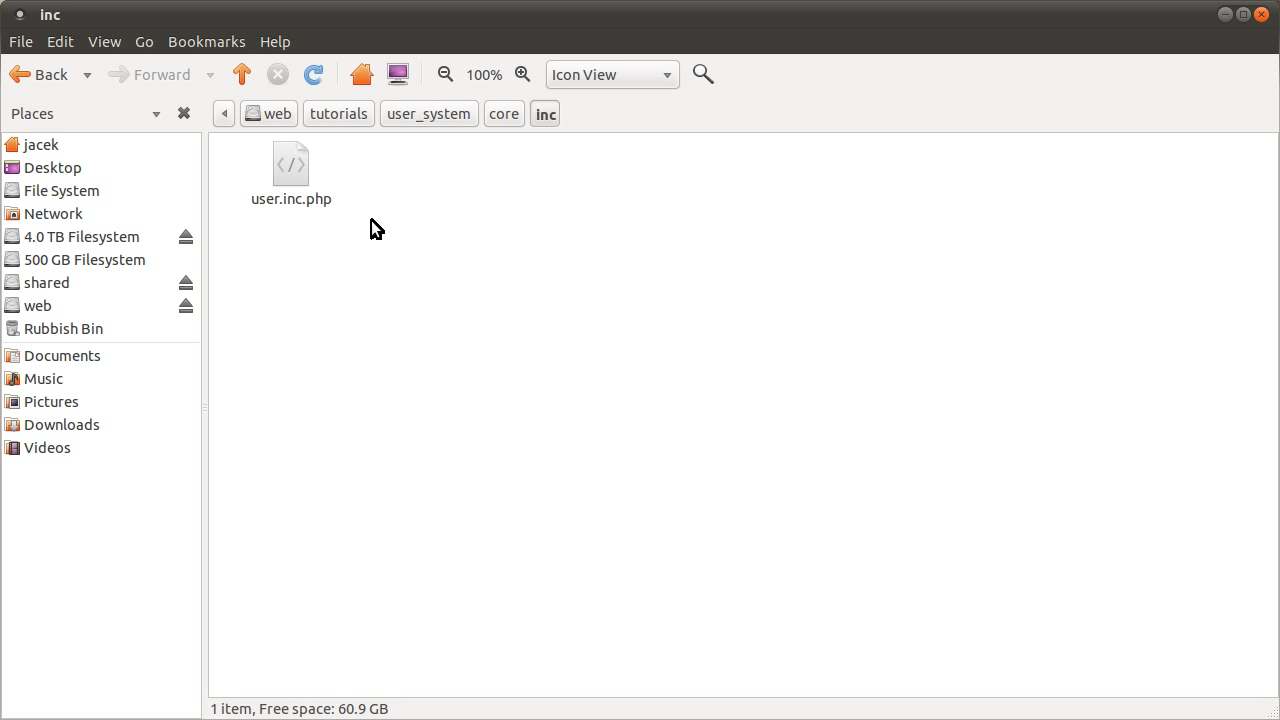 inc
File Edit View Go Bookmarks Help
Back Forward 100% Icon View
Places web tutorials user_system core inc
jacek
Desktop
File System
Network
4.0 TB Filesystem
500 GB Filesystem
shared
web
Rubbish Bin
Documents
Music
Pictures
Downloads
Videos
user.inc.php
1 item, Free space: 60.9 GB